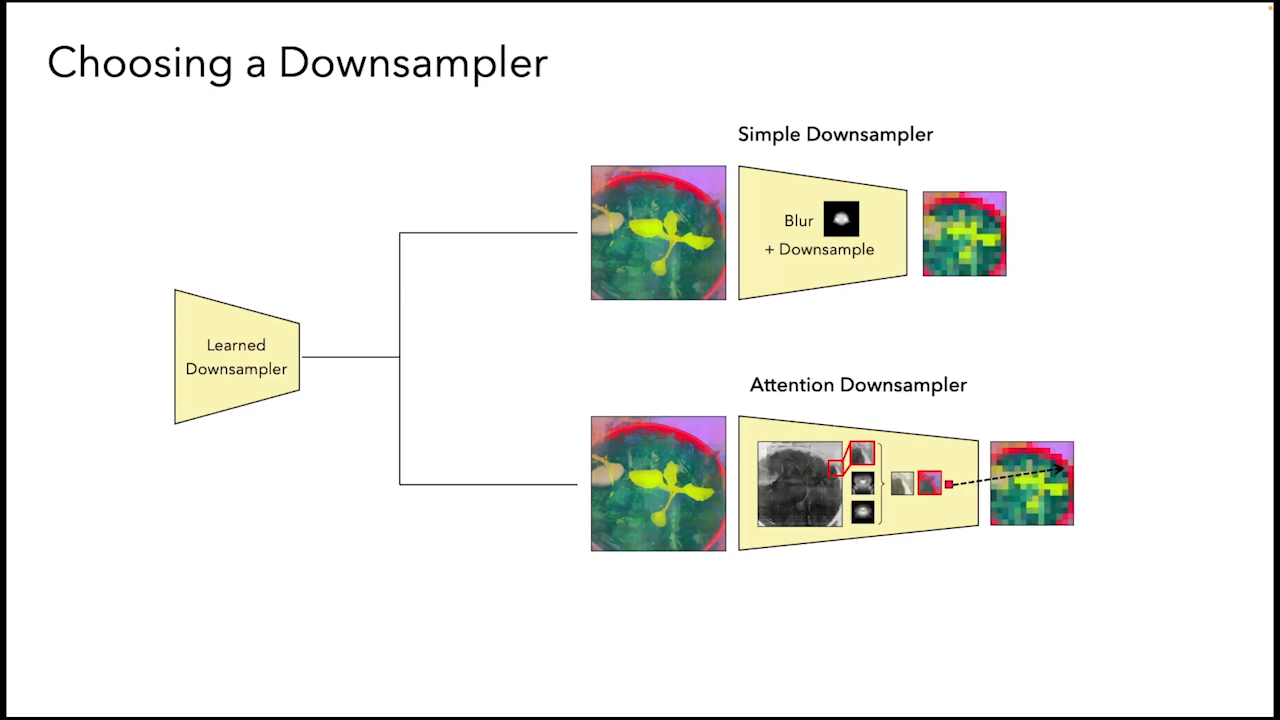 Choosing a Downsampler
Simple Downsampler
Blur
+ Downsample
Learned
Downsampler
Attention Downsampler